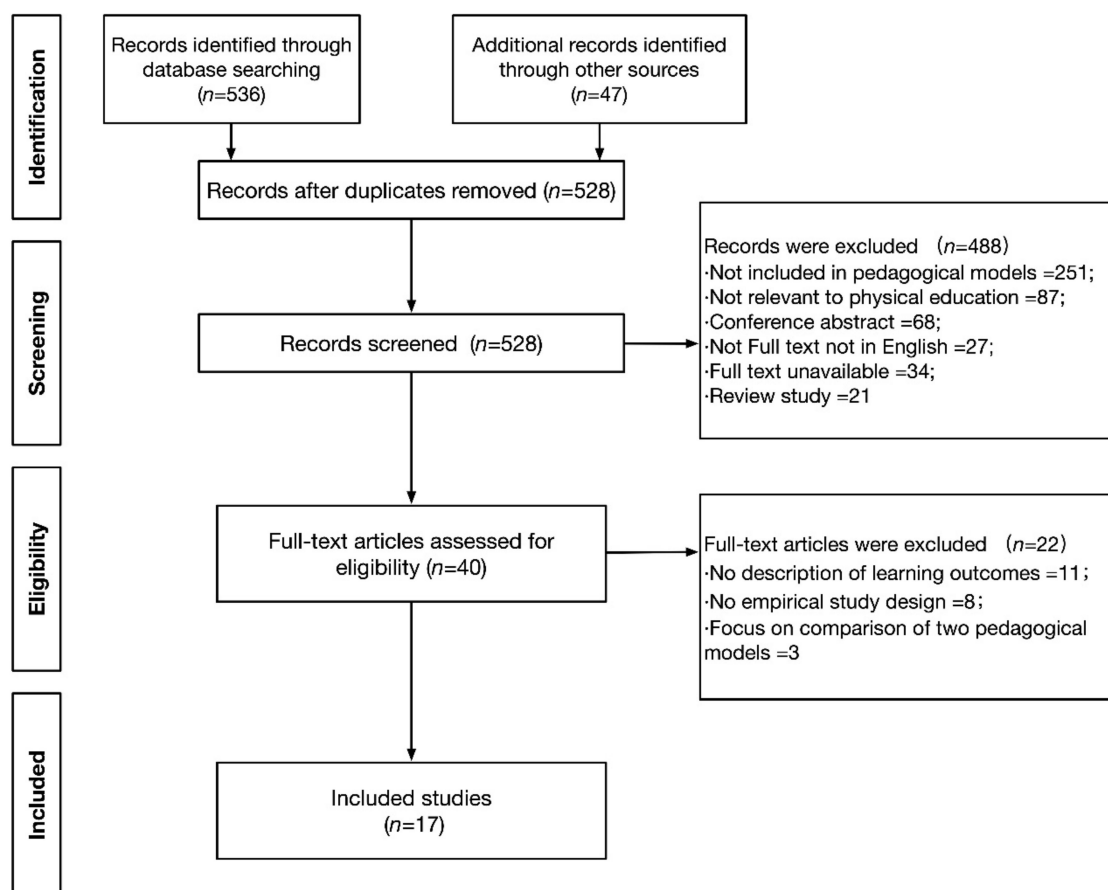 Identification
Records identified through
database searching
(n=536)
Additional records identified
through other sources
(n=47)
Records after duplicates removed (n=528)
Screening
Records screened (n=528)
Records were excluded (n=488)
·Not included in pedagogical models =251;
·Not relevant to physical education =87;
·Conference abstract =68;
·Not Full text not in English =27;
·Full text unavailable =34;
·Review study =21
Eligibility
Full-text articles assessed for
eligibility (n=40)
Full-text articles were excluded (n=22)
·No description of learning outcomes =11;
·No empirical study design =8;
·Focus on comparison of two pedagogical
models =3
Included
Included studies
(n=17)